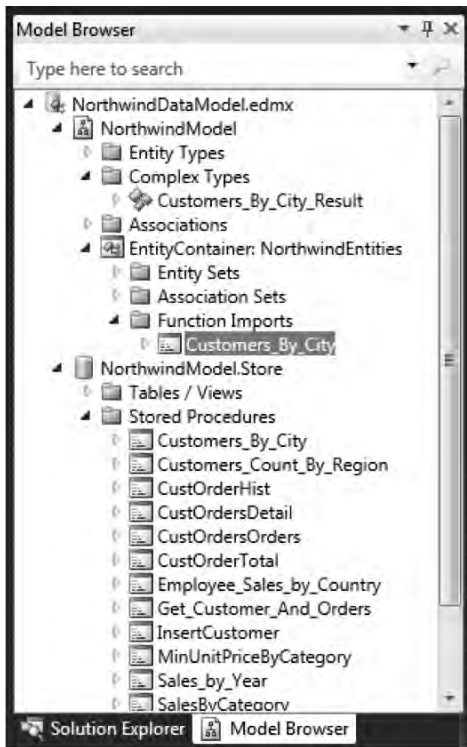 Model Browser
Type here to search
NorthwindDataModel.edmx
NorthwindModel
Entity Types
Complex Types
Customers_By_City_Result
Associations
EntityContainer: NorthwindEntities
Entity Sets
Association Sets
Function Imports
Customers_By_City
NorthwindModel.Store
Tables / Views
Stored Procedures
Customers_By_City
Customers_Count_By_Region
CustOrderHist
CustOrdersDetail
CustOrdersOrders
CustOrderTotal
Employee_Sales_by_Country
Get_Customer_And_Orders
InsertCustomer
MinUnitPriceByCategory
Sales_by_Year
SalesByCategory
Solution Explorer Model Browser